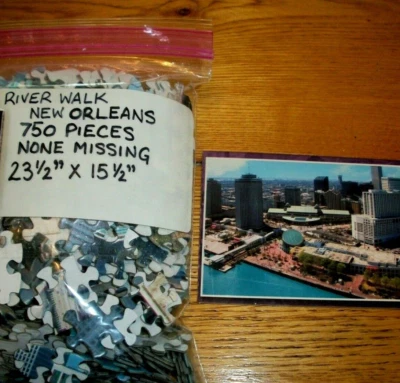 RIVER WALK
NEW ORLEANS
750 PIECES
NONE MISSING
23½" X 15½"